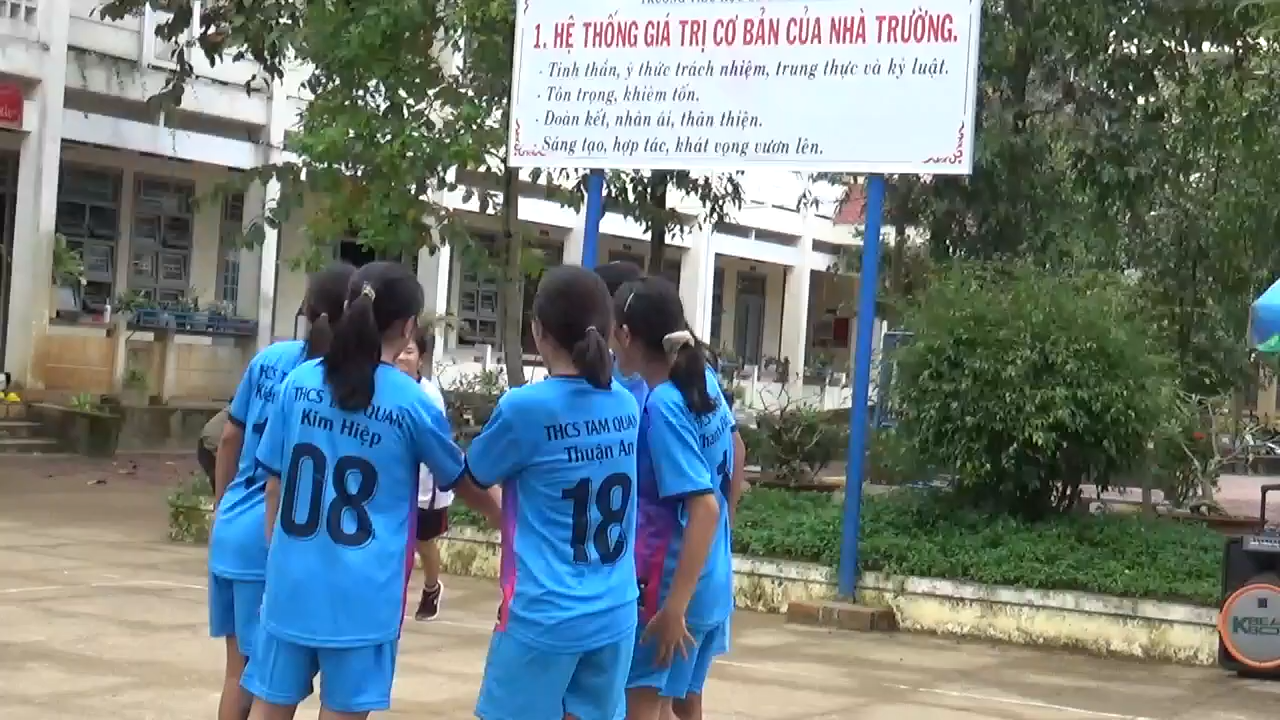 1. HỆ THỐNG GIÁ TRỊ CƠ BẢN CỦA NHÀ TRƯỜNG.
- Tinh thần, ý thức trách nhiệm, trung thực và kỷ luật.
- Tôn trọng, khiêm tốn.
- Đoàn kết, nhân ái, thân thiện.
- Sáng tạo, hợp tác, khát vọng vươn lên.
THCS TAM QUAN
Kim Hiệp
08
THCS TAM QUAN
Thuận An
18